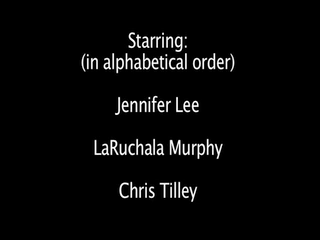 Starring:
(in alphabetical order)
Jennifer Lee
LaRuchala Murphy
Chris Tilley